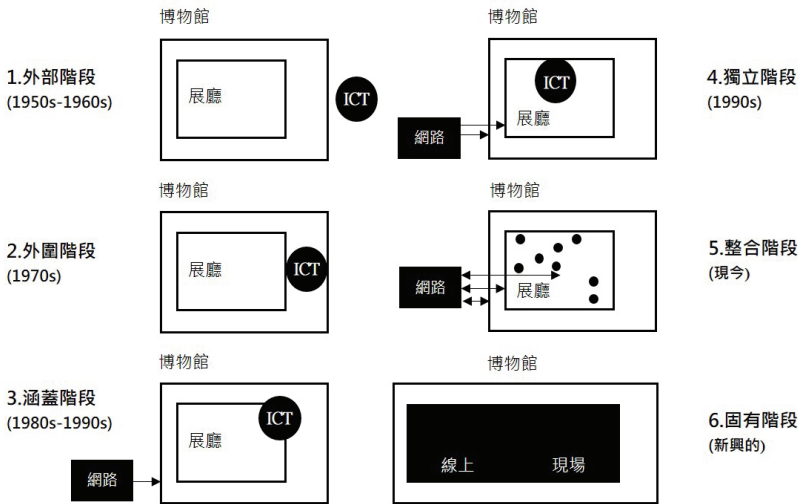 博物館
1.外部階段
(1950s-1960s)
展廳
ICT
博物館
2.外圍階段
(1970s)
展廳
ICT
博物館
3.涵蓋階段
(1980s-1990s)
展廳
ICT
網路
博物館
4.獨立階段
(1990s)
ICT
展廳
網路
博物館
5.整合階段
(現今)
展廳
網路
博物館
6.固有階段
(新興的)
線上
現場